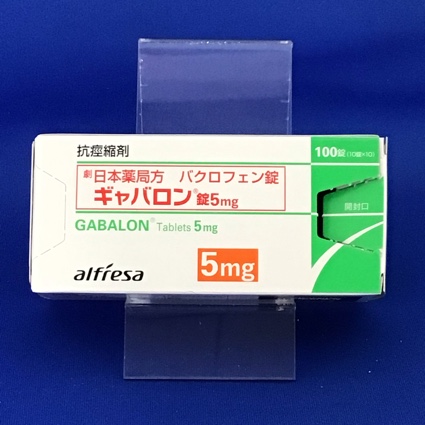 抗痙縮剤
100錠(10錠×10)
劇 日本薬局方 バクロフェン錠
ギャバロン®錠5mg
GABALON® Tablets 5mg
開封口
alfresa
5mg